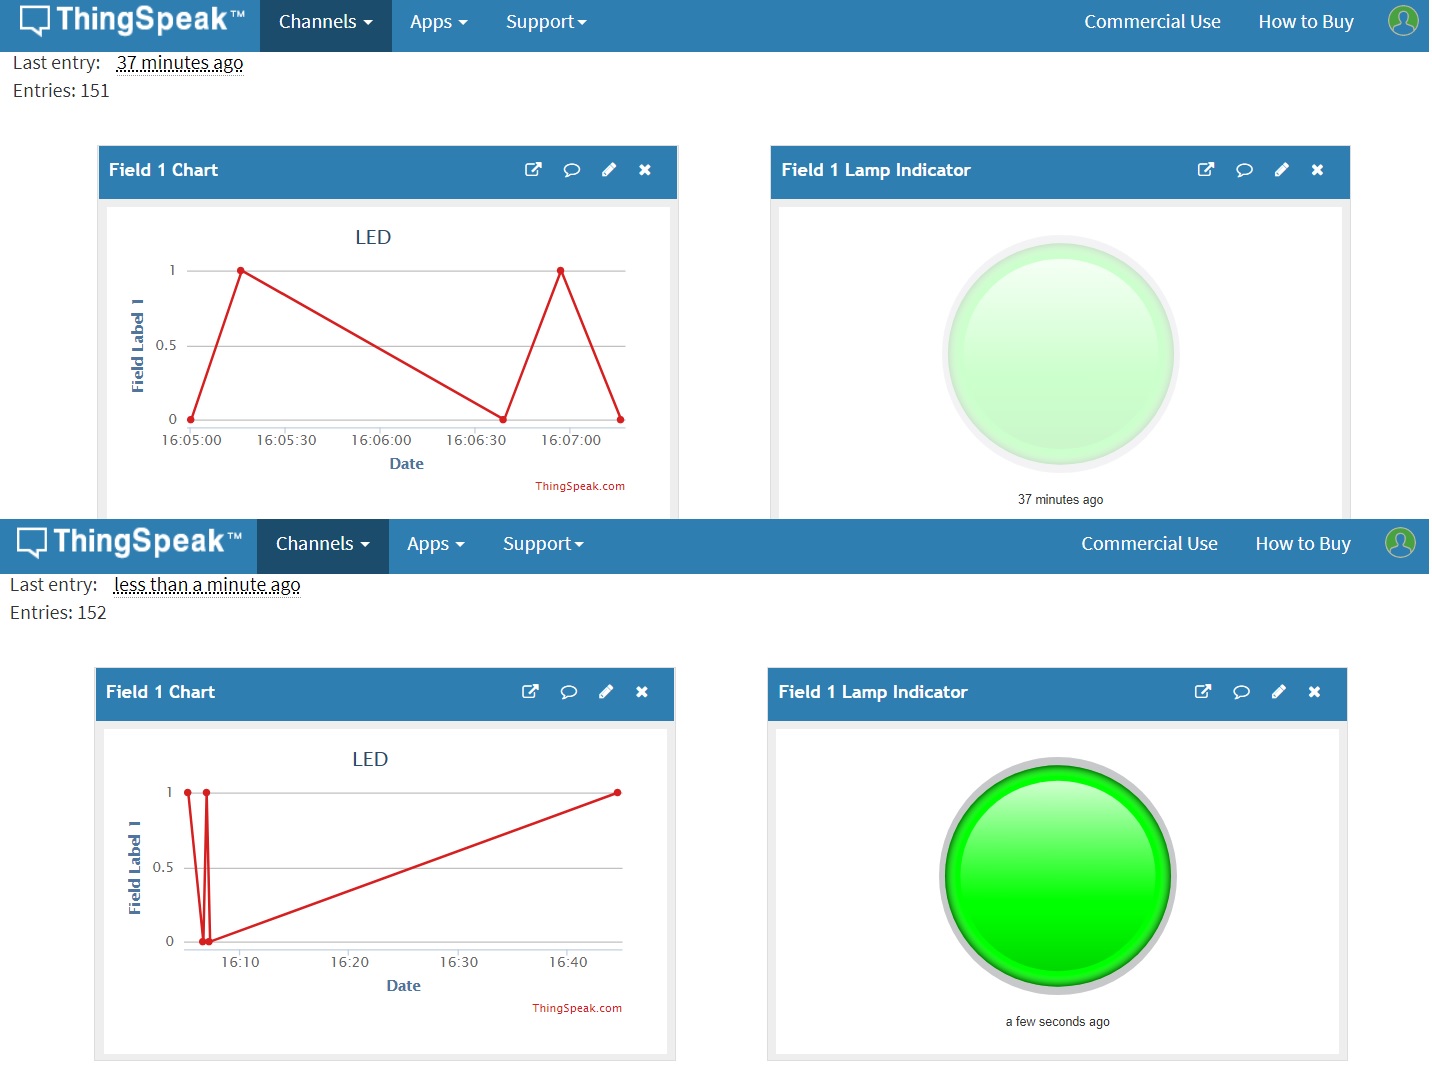 ThingSpeak™ Channels Apps Support Commercial Use How to Buy
Last entry: 37 minutes ago
Entries: 151
Field 1 Chart
LED
Field Label 1
1
0.5
0
16:05:00 16:05:30 16:06:00 16:06:30 16:07:00
Date
ThingSpeak.com
Field 1 Lamp Indicator
37 minutes ago
ThingSpeak™ Channels Apps Support Commercial Use How to Buy
Last entry: less than a minute ago
Entries: 152
Field 1 Chart
LED
Field Label 1
1
0.5
0
16:10 16:20 16:30 16:40
Date
ThingSpeak.com
Field 1 Lamp Indicator
a few seconds ago